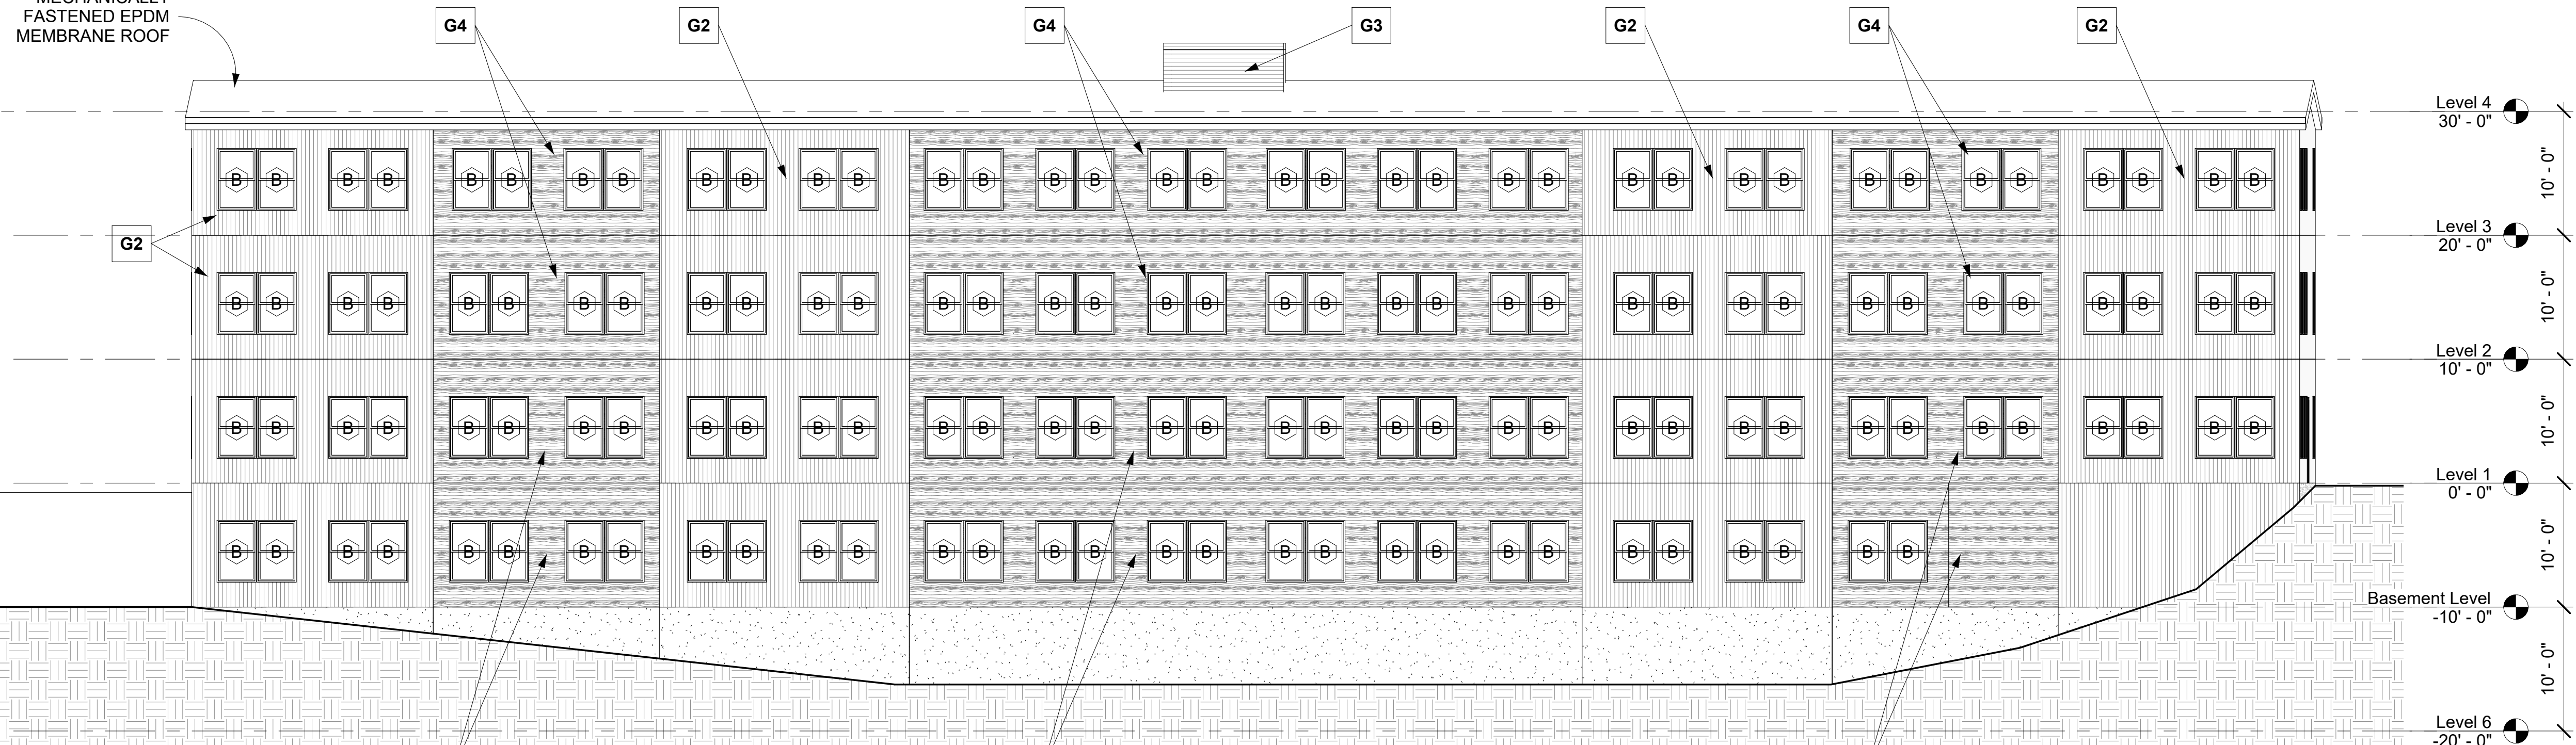 MECHANICALLY
FASTENED EPDM
MEMBRANE ROOF
G4
G2
G4
G3
G2
G4
G2
G2
Level 4
30' - 0"
B B B B B B B B B B B B B B B B B B B B B B B B B B B B B B B B B B B B
10' - 0"
Level 3
20' - 0"
B B B B B B B B B B B B B B B B B B B B B B B B B B B B B B B B B B B B
10' - 0"
Level 2
10' - 0"
B B B B B B B B B B B B B B B B B B B B B B B B B B B B B B B B B B B B
10' - 0"
Level 1
0' - 0"
B B B B B B B B B B B B B B B B B B B B B B B B B B B B B B
10' - 0"
Basement Level
-10' - 0"
10' - 0"
Level 6
-20' - 0"